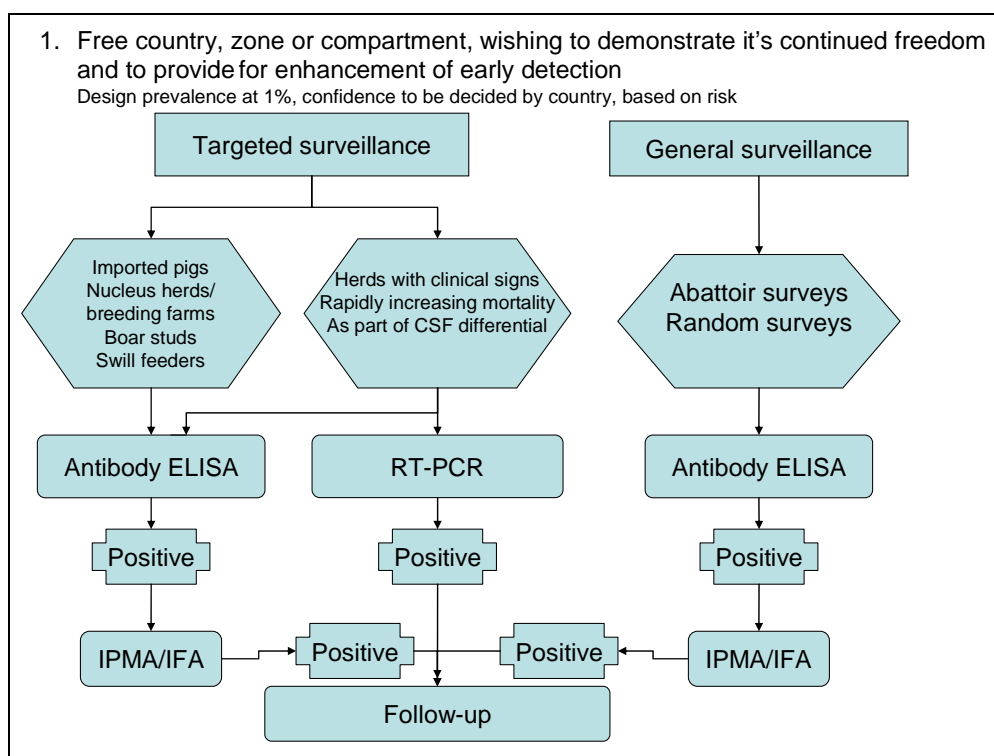 1. Free country, zone or compartment, wishing to demonstrate it's continued freedom
and to provide for enhancement of early detection
Design prevalence at 1%, confidence to be decided by country, based on risk
Targeted surveillance
General surveillance
Imported pigs
Nucleus herds/
breeding farms
Boar studs
Swill feeders
Herds with clinical signs
Rapidly increasing mortality
As part of CSF differential
Abattoir surveys
Random surveys
Antibody ELISA
RT-PCR
Antibody ELISA
Positive
Positive
Positive
IPMA/IFA
Positive
Positive
IPMA/IFA
Follow-up